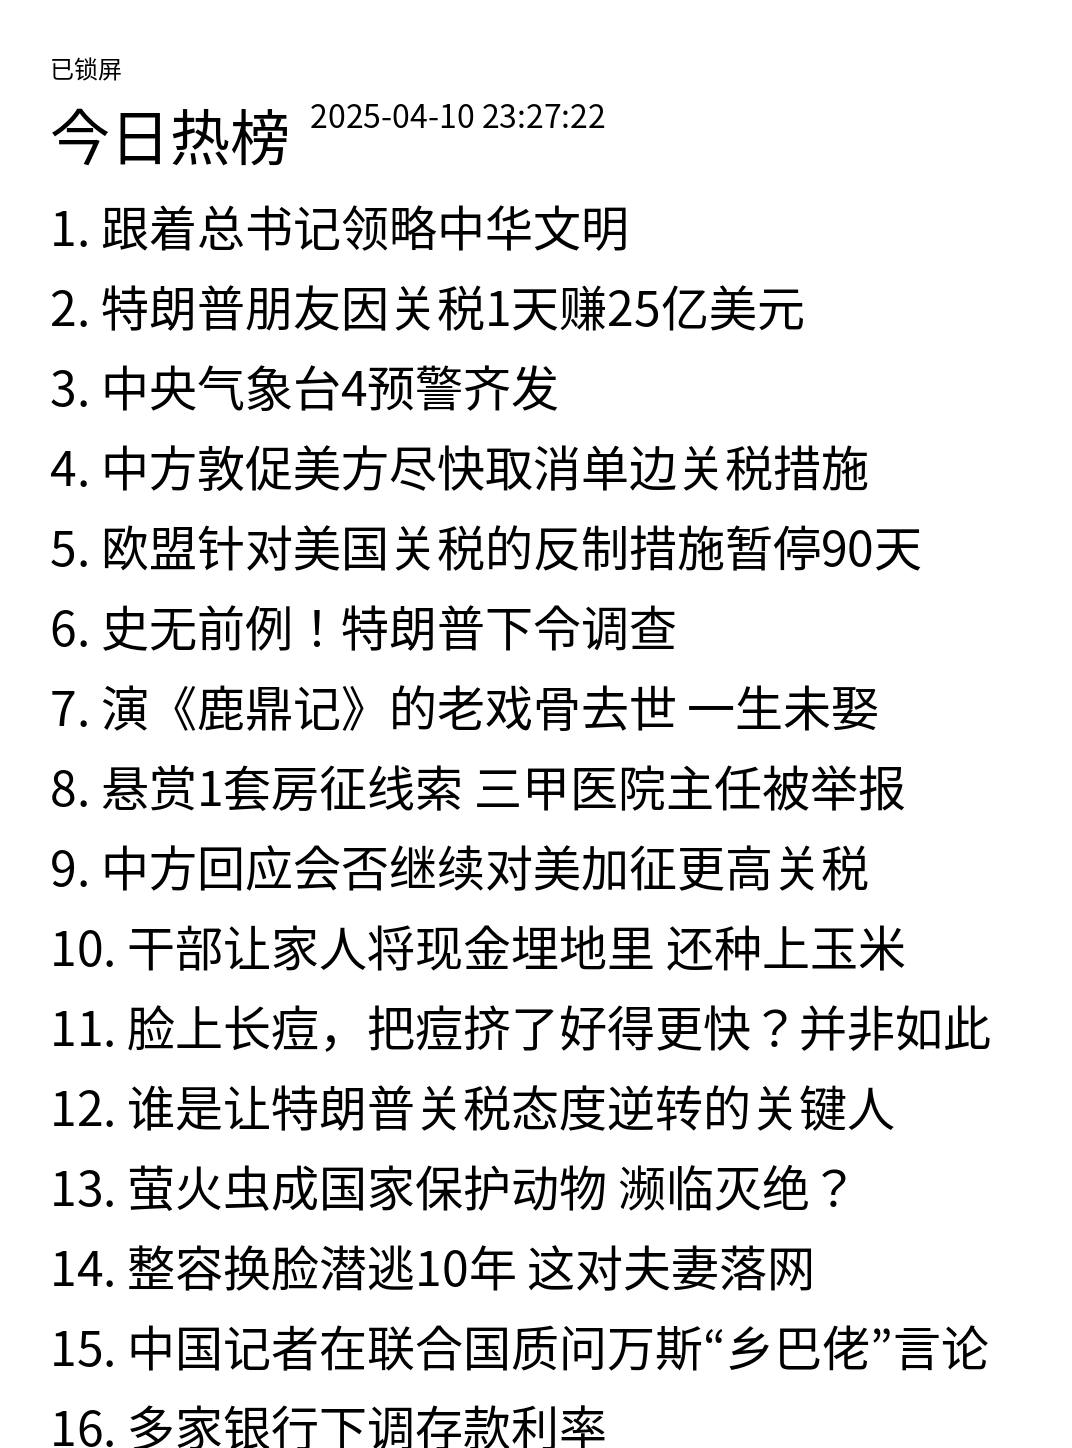 已锁屏
今日热榜 2025-04-10 23:27:22
1. 跟着总书记领略中华文明
2. 特朗普朋友因关税1天赚25亿美元
3. 中央气象台4预警齐发
4. 中方敦促美方尽快取消单边关税措施
5. 欧盟针对美国关税的反制措施暂停90天
6. 史无前例！特朗普下令调查
7. 演《鹿鼎记》的老戏骨去世 一生未娶
8. 悬赏1套房征线索 三甲医院主任被举报
9. 中方回应会否继续对美加征更高关税
10. 干部让家人将现金埋地里 还种上玉米
11. 脸上长痘，把痘挤了好得更快？并非如此
12. 谁是让特朗普关税态度逆转的关键人
13. 萤火虫成国家保护动物 濒临灭绝？
14. 整容换脸潜逃10年 这对夫妻落网
15. 中国记者在联合国质问万斯“乡巴佬”言论
16. 多家银行下调存款利率